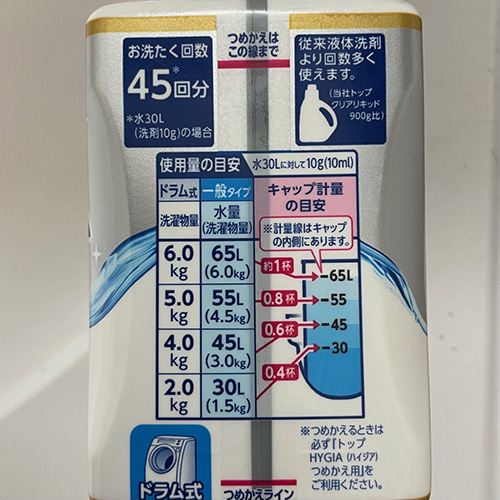 お洗たく回数
45*回分
*水30L
(洗剤10g)の場合
つめかえは
この線まで
従来液体洗剤
より回数多く
使えます。
(当社トップ
クリアリキッド
900g比)
使用量の目安 水30Lに対して10g(10ml)
ドラム式 一般タイプ キャップ計量
の目安
洗濯物量 水量
(洗濯物量)
※計量線はキャップ
の内側にあります。
6.0
kg
65L
(6.0kg)
約1杯
-65L
5.0
kg
55L
(4.5kg)
0.8杯
-55
4.0
kg
45L
(3.0kg)
0.6杯
-45
2.0
kg
30L
(1.5kg)
0.4杯
-30
ドラム式
つめかえライン
※つめかえるときは
必ず「トップ
HYGIA(ハイジア)
つめかえ用」を
ご利用ください。